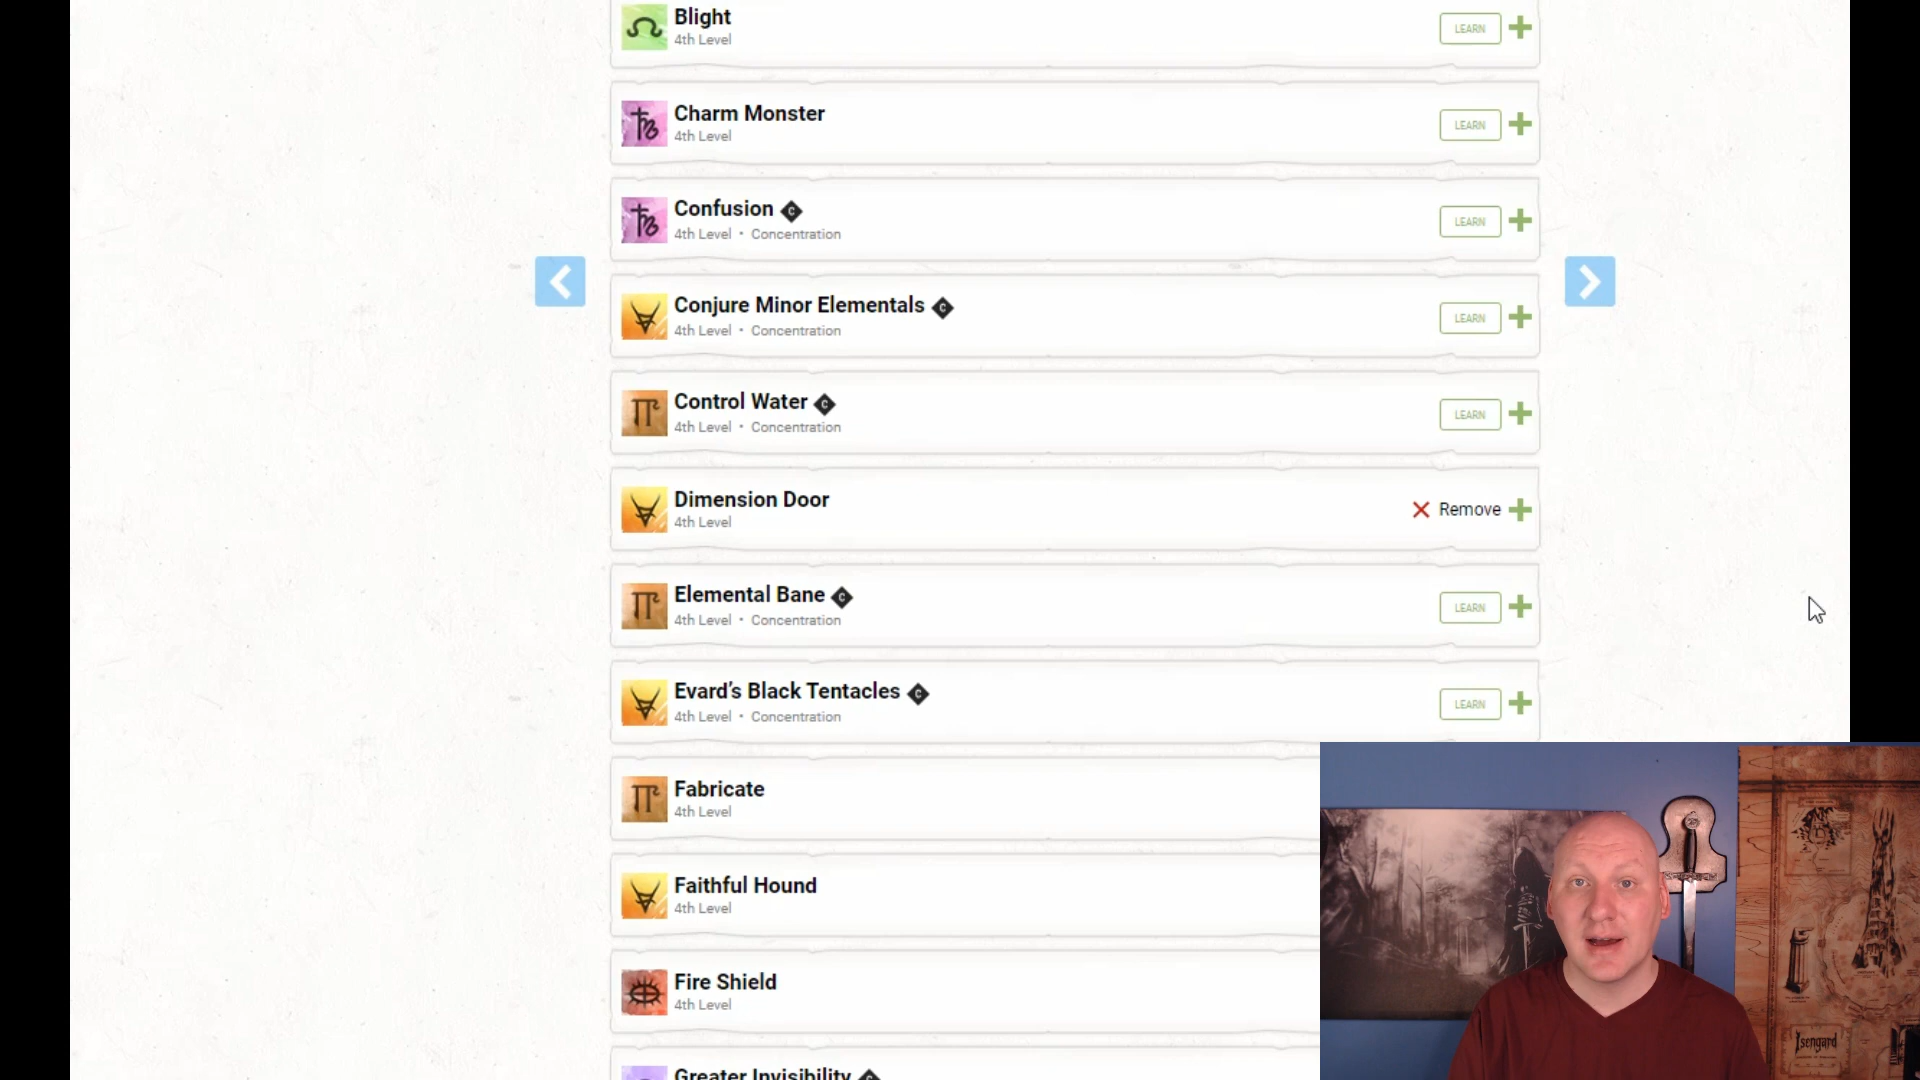 Blight
4th Level
LEARN
Charm Monster
4th Level
LEARN
Confusion C
4th Level • Concentration
LEARN
Conjure Minor Elementals C
4th Level • Concentration
LEARN
Control Water C
4th Level • Concentration
LEARN
Dimension Door
4th Level
Remove
Elemental Bane C
4th Level • Concentration
LEARN
Evard’s Black Tentacles C
4th Level • Concentration
LEARN
Fabricate
4th Level
Faithful Hound
4th Level
Fire Shield
4th Level
Greater Invisibility
Isengard